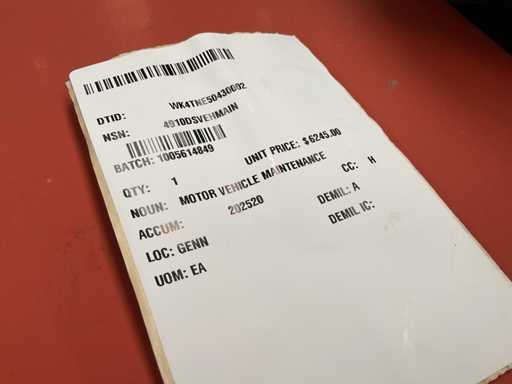 DTID: WK4TNE50430002
NSN: 4910DSVEHMAIN
BATCH: 1005614849
QTY: 1 UNIT PRICE: $6245.00
NOUN: MOTOR VEHICLE MAINTENANCE CC: H
ACCUM: 202520 DEMIL: A
LOC: GENN DEMIL IC:
UOM: EA